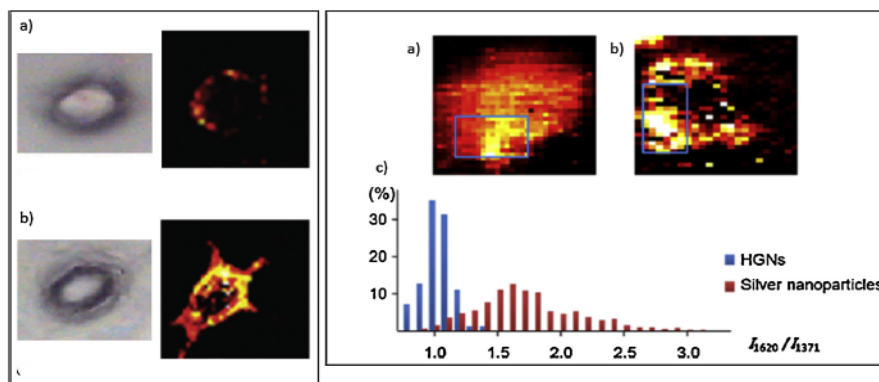 a)
b)
a)
b)
c)
(%)
30
20
10
1.0
1.5
2.0
2.5
3.0
HGNs
Silver nanoparticles
I1620/I1371